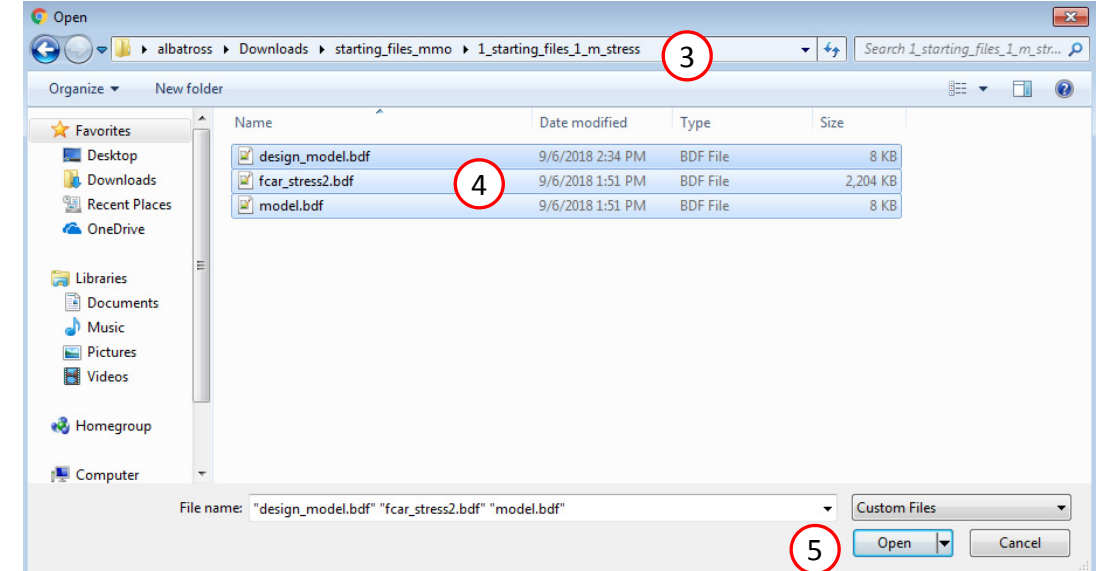 Open
albatross Downloads starting_files_mmo 1_starting_files_1_m_stress 3 Search 1_starting_files_1_m_str...
Organize New folder
Name Date modified Type Size
Favorites
Desktop
Downloads
Recent Places
OneDrive
Libraries
Documents
Music
Pictures
Videos
Homegroup
Computer
design_model.bdf 9/6/2018 2:34 PM BDF File 8 KB
fcar_stress2.bdf 4 9/6/2018 1:51 PM BDF File 2,204 KB
model.bdf 9/6/2018 1:51 PM BDF File 8 KB
File name: "design_model.bdf" "fcar_stress2.bdf" "model.bdf" Custom Files
5 Open Cancel